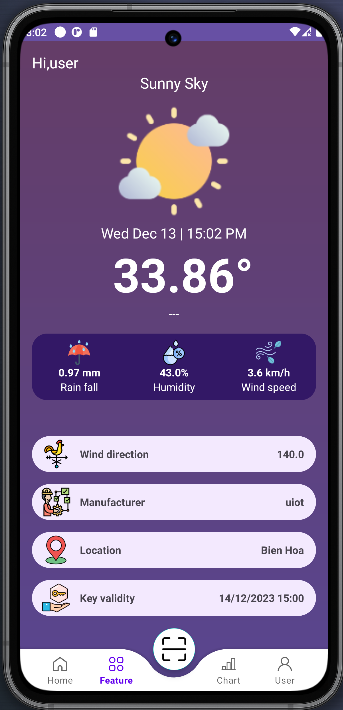 3:02
Hi,user
Sunny Sky
Wed Dec 13 | 15:02 PM
33.86°
---
0.97 mm
43.0%
3.6 km/h
Rain fall
Humidity
Wind speed
Wind direction
140.0
Manufacturer
uiot
Location
Bien Hoa
Key validity
14/12/2023 15:00
Home
Feature
Chart
User